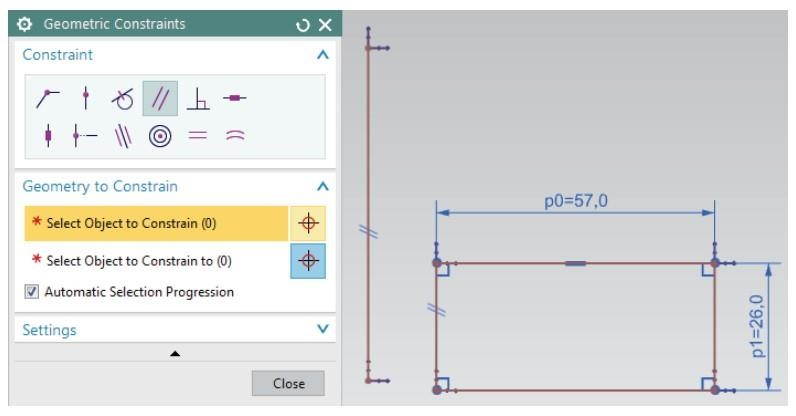 Geometric Constraints
Constraint
Geometry to Constrain
* Select Object to Constrain (0)
* Select Object to Constrain to (0)
Automatic Selection Progression
Settings
Close
p0=57,0
p1=26,0